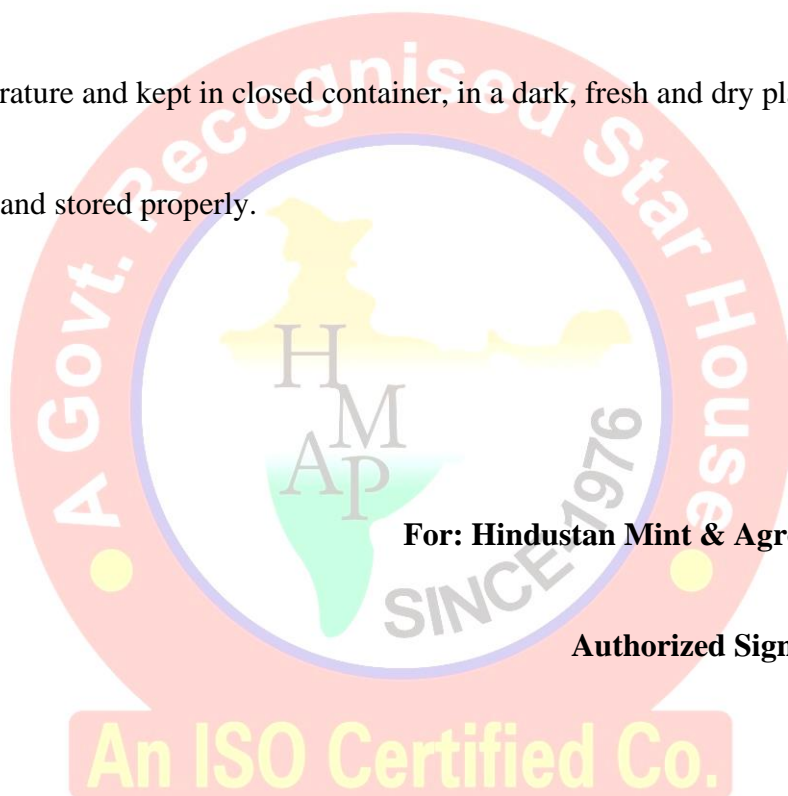 rature and kept in closed container, in a dark, fresh and dry pl
and stored properly.
A Govt. Recognised Star House
H
M
A
P
SINCE-1976
For: Hindustan Mint & Agr
Authorized Sign
An ISO Certified Co.